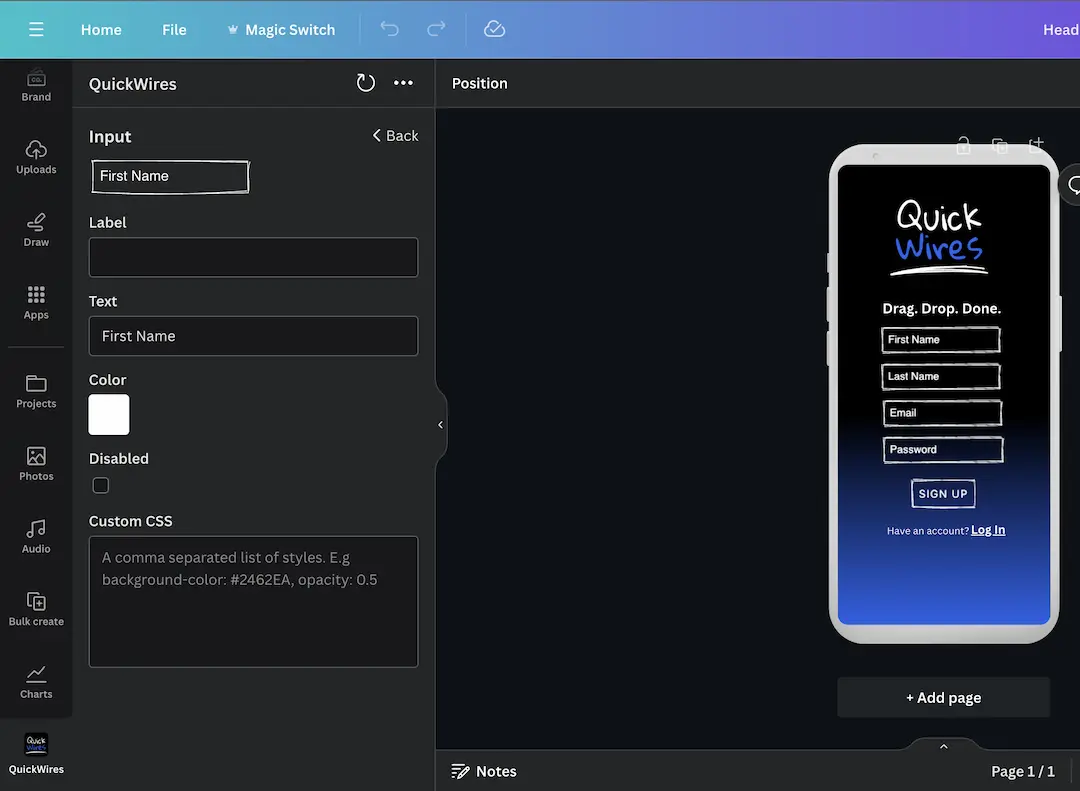 Home File Magic Switch Head
Brand
Uploads
Draw
Apps
Projects
Photos
Audio
Bulk create
Charts
Quick
Wires
QuickWires
QuickWires
Input Back
First Name
Label
Text
First Name
Color
Disabled
Custom CSS
A comma separated list of styles. E.g
background-color: #2462EA, opacity: 0.5
Position
Quick
Wires
Drag. Drop. Done.
First Name
Last Name
Email
Password
SIGN UP
Have an account? Log In
+ Add page
Notes Page 1 / 1